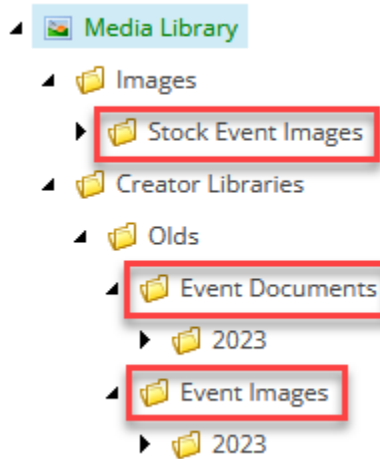 Media Library
Images
Stock Event Images
Creator Libraries
Olds
Event Documents
2023
Event Images
2023